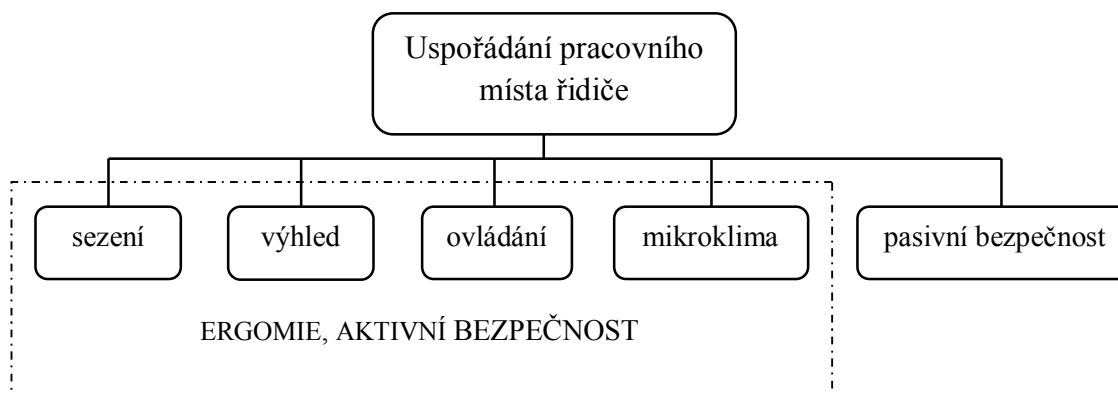 Uspořádání pracovního
místa řidiče
sezení
výhled
ovládání
mikroklima
pasivní bezpečnost
ERGOMIE, AKTIVNÍ BEZPEČNOST